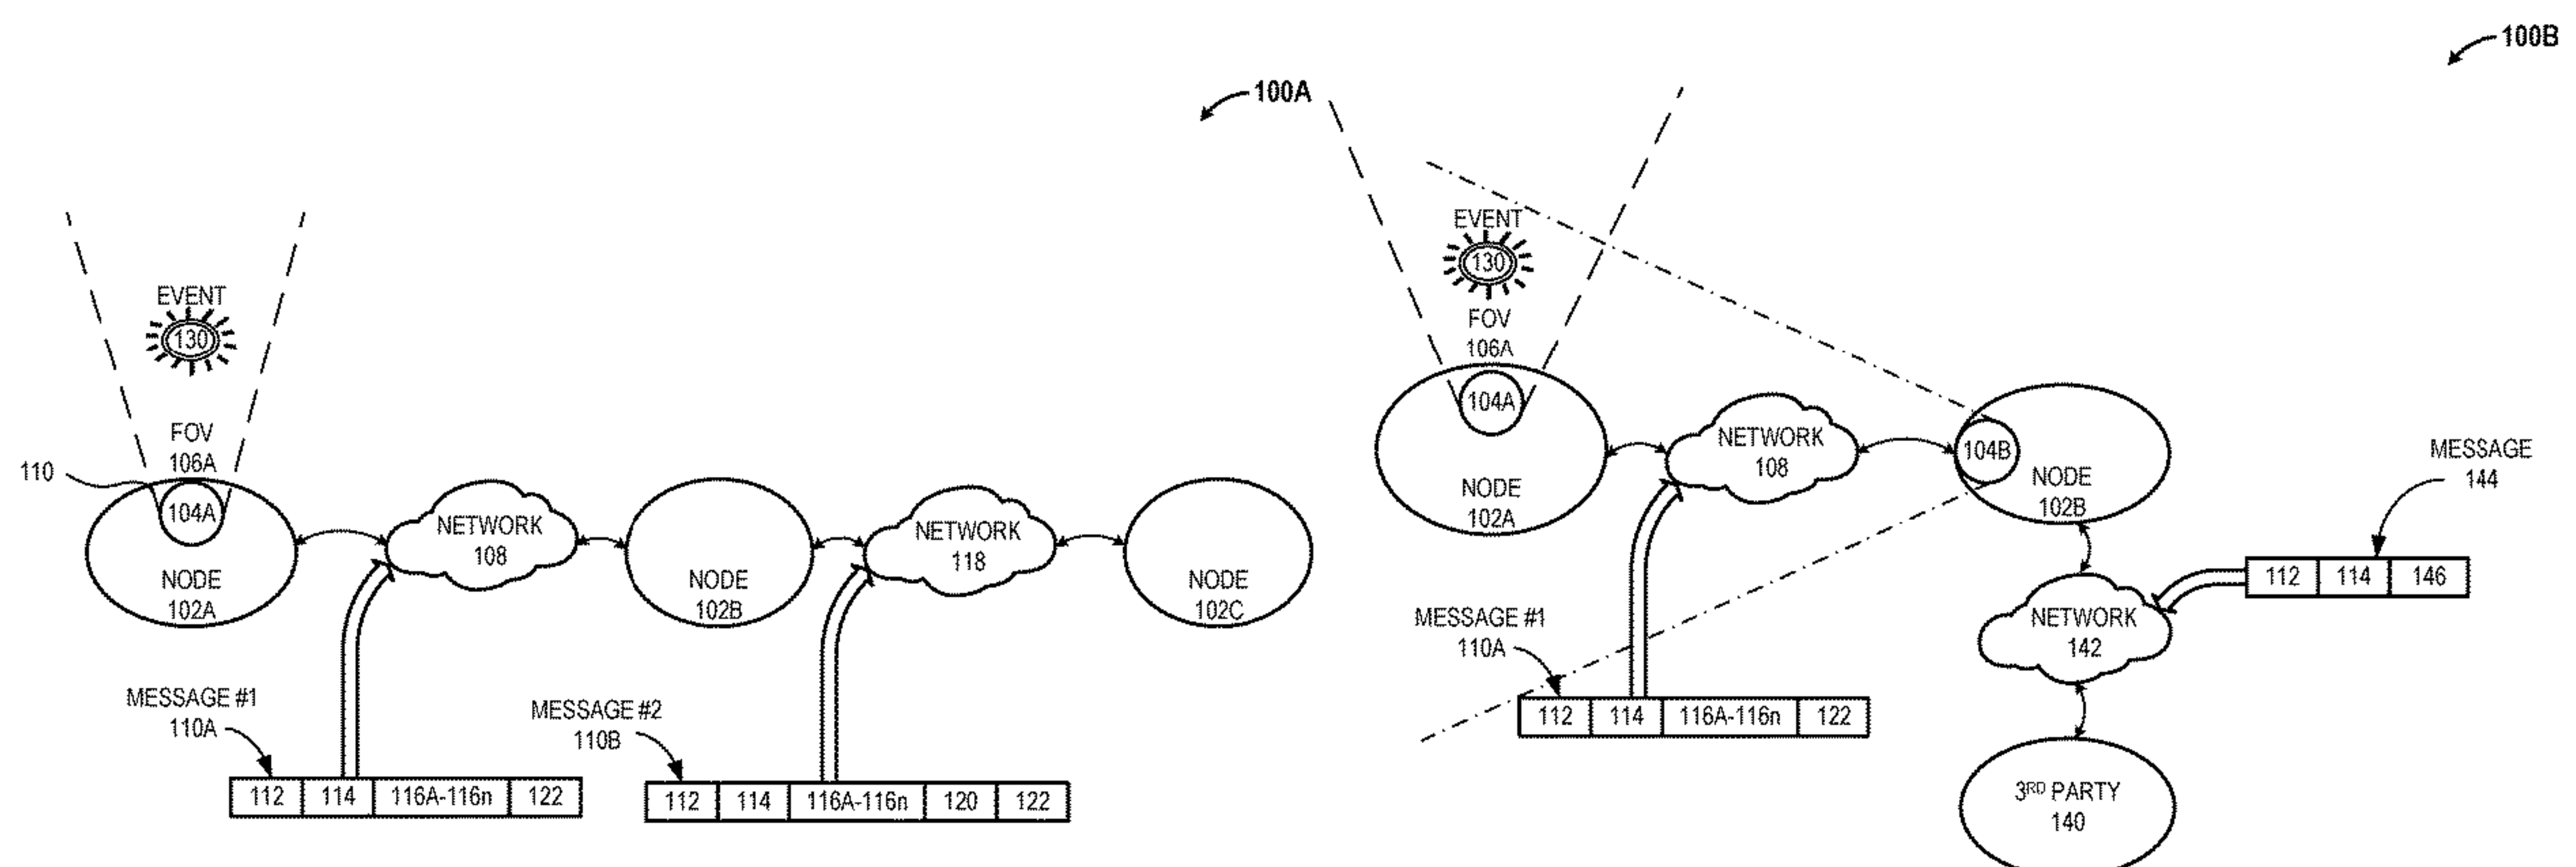 100A
EVENT
130
FOV
106A
110
104A
NODE
102A
NETWORK
108
NODE
102B
NETWORK
118
NODE
102C
MESSAGE #1
110A
112 114 116A-116n 122
MESSAGE #2
110B
112 114 116A-116n 120 122
100B
EVENT
130
FOV
106A
104A
NODE
102A
NETWORK
108
104B
NODE
102B
MESSAGE
144
112 114 146
NETWORK
142
MESSAGE #1
110A
112 114 116A-116n 122
3RD PARTY
140